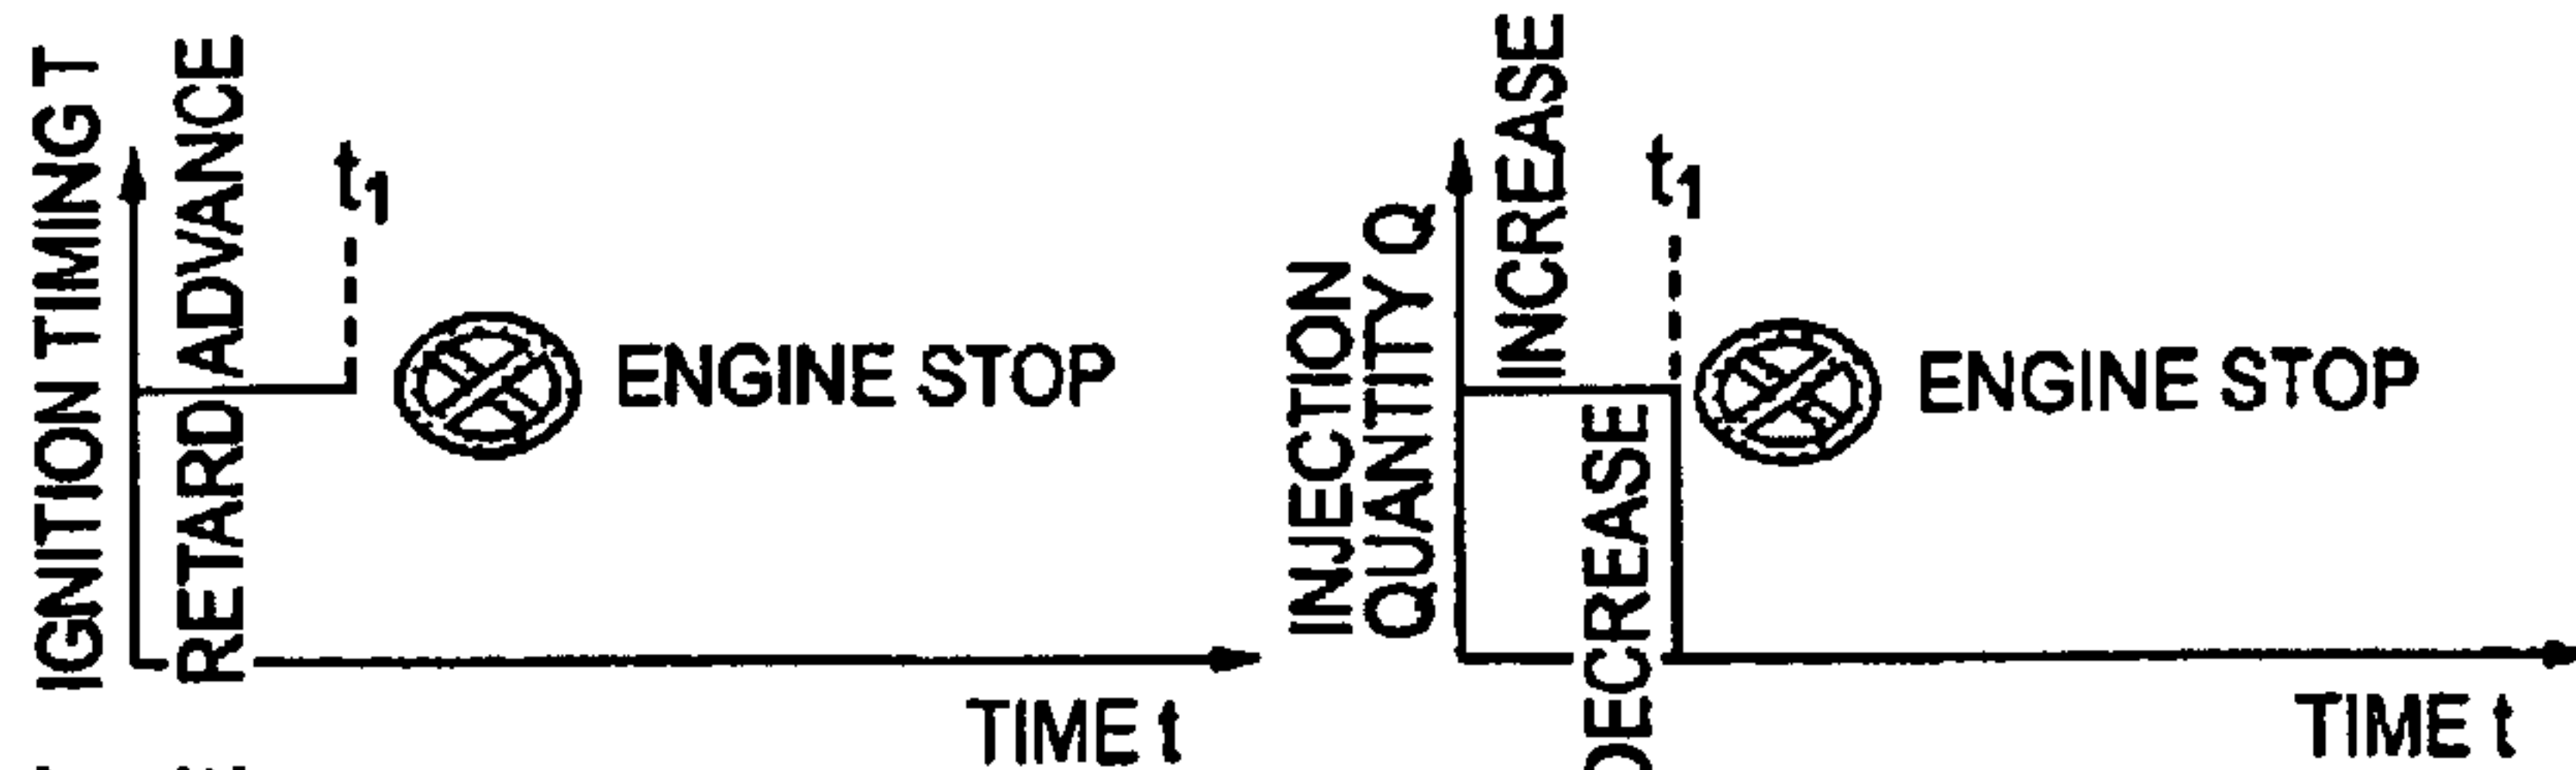 IGNITION TIMING T
RETARD ADVANCE
t1
ENGINE STOP
TIME t
INJECTION
QUANTITY Q
INCREASE
DECREASE
t1
ENGINE STOP
TIME t